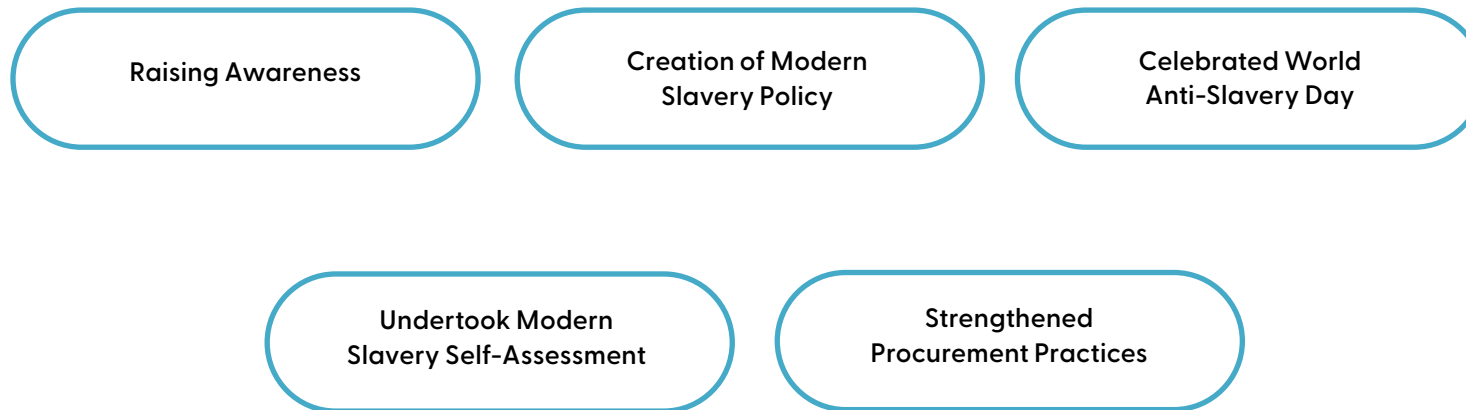 Raising Awareness
Creation of Modern
Slavery Policy
Celebrated World
Anti-Slavery Day
Undertook Modern
Slavery Self-Assessment
Strengthened
Procurement Practices